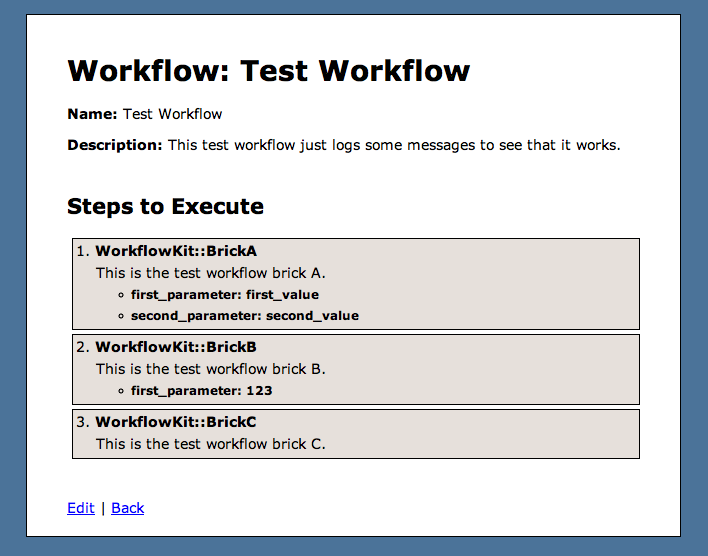 Workflow: Test Workflow
Name: Test Workflow
Description: This test workflow just logs some messages to see that it works.
Steps to Execute
1. WorkflowKit::BrickA
This is the test workflow brick A.
first_parameter: first_value
second_parameter: second_value
2. WorkflowKit::BrickB
This is the test workflow brick B.
first_parameter: 123
3. WorkflowKit::BrickC
This is the test workflow brick C.
Edit | Back